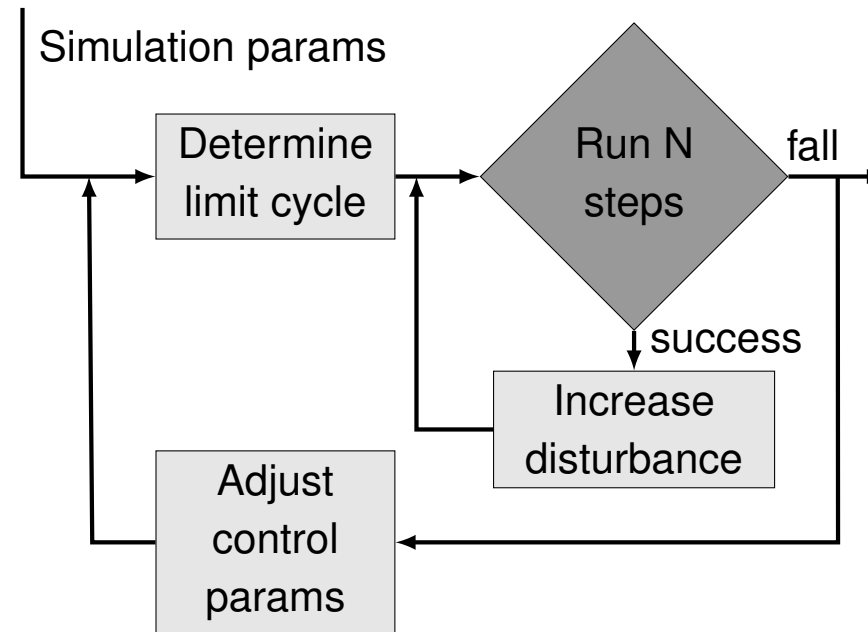 Simulation params
Determine
limit cycle
Run N
steps
fall
success
Increase
disturbance
Adjust
control
params